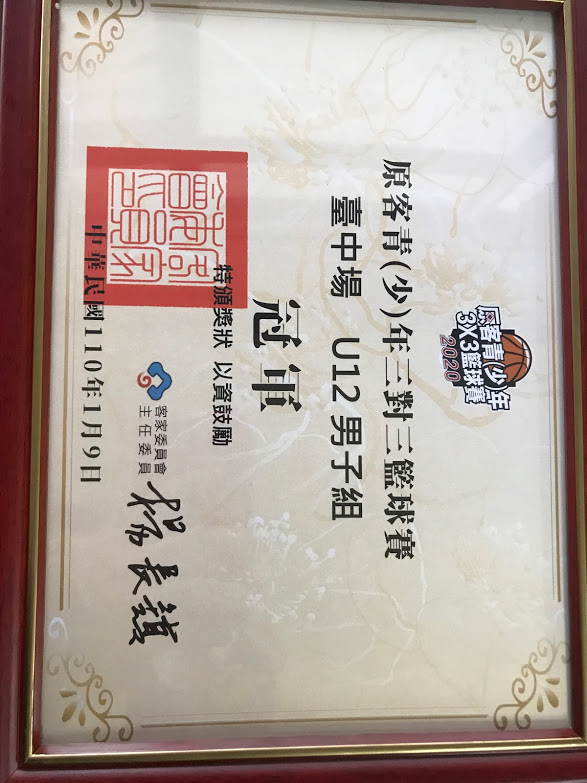 原客青少年
3X3籃球賽
2020
原客青(少)年三對三籃球賽
臺中場 U12 男子組
冠軍
特頒獎狀 以資鼓勵
客家委員會
主任委員
楊長鎮
中華民國110年1月9日